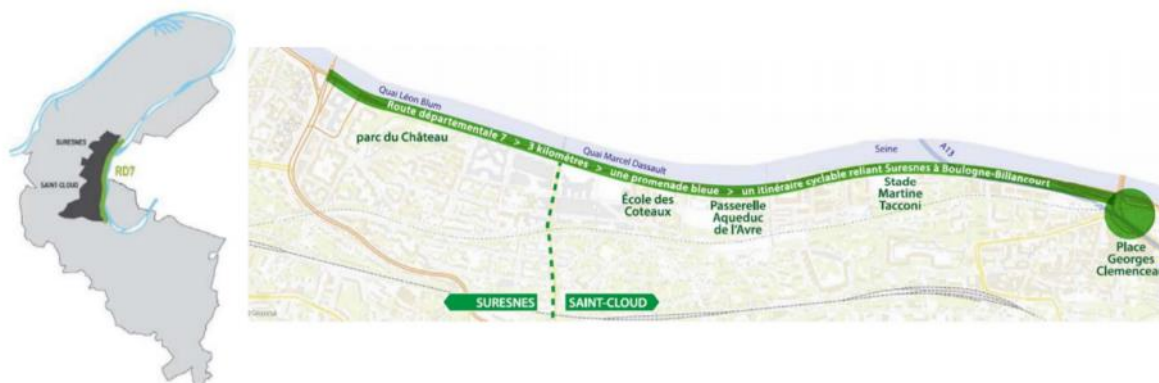 SURESNES
SAINT-CLOUD
RD7
Quai Léon Blum
Route départementale 7 > 3 kilomètres > une promenade bleue > un itinéraire cyclable reliant Suresnes à Boulogne-Billancourt
parc du Château
Quai Marcel Dassault
Seine
A13
École des
Coteaux
Passerelle
Aqueduc
de l'Avre
Stade
Martine
Tacconi
Place
Georges
Clemenceau
SURESNES
SAINT-CLOUD